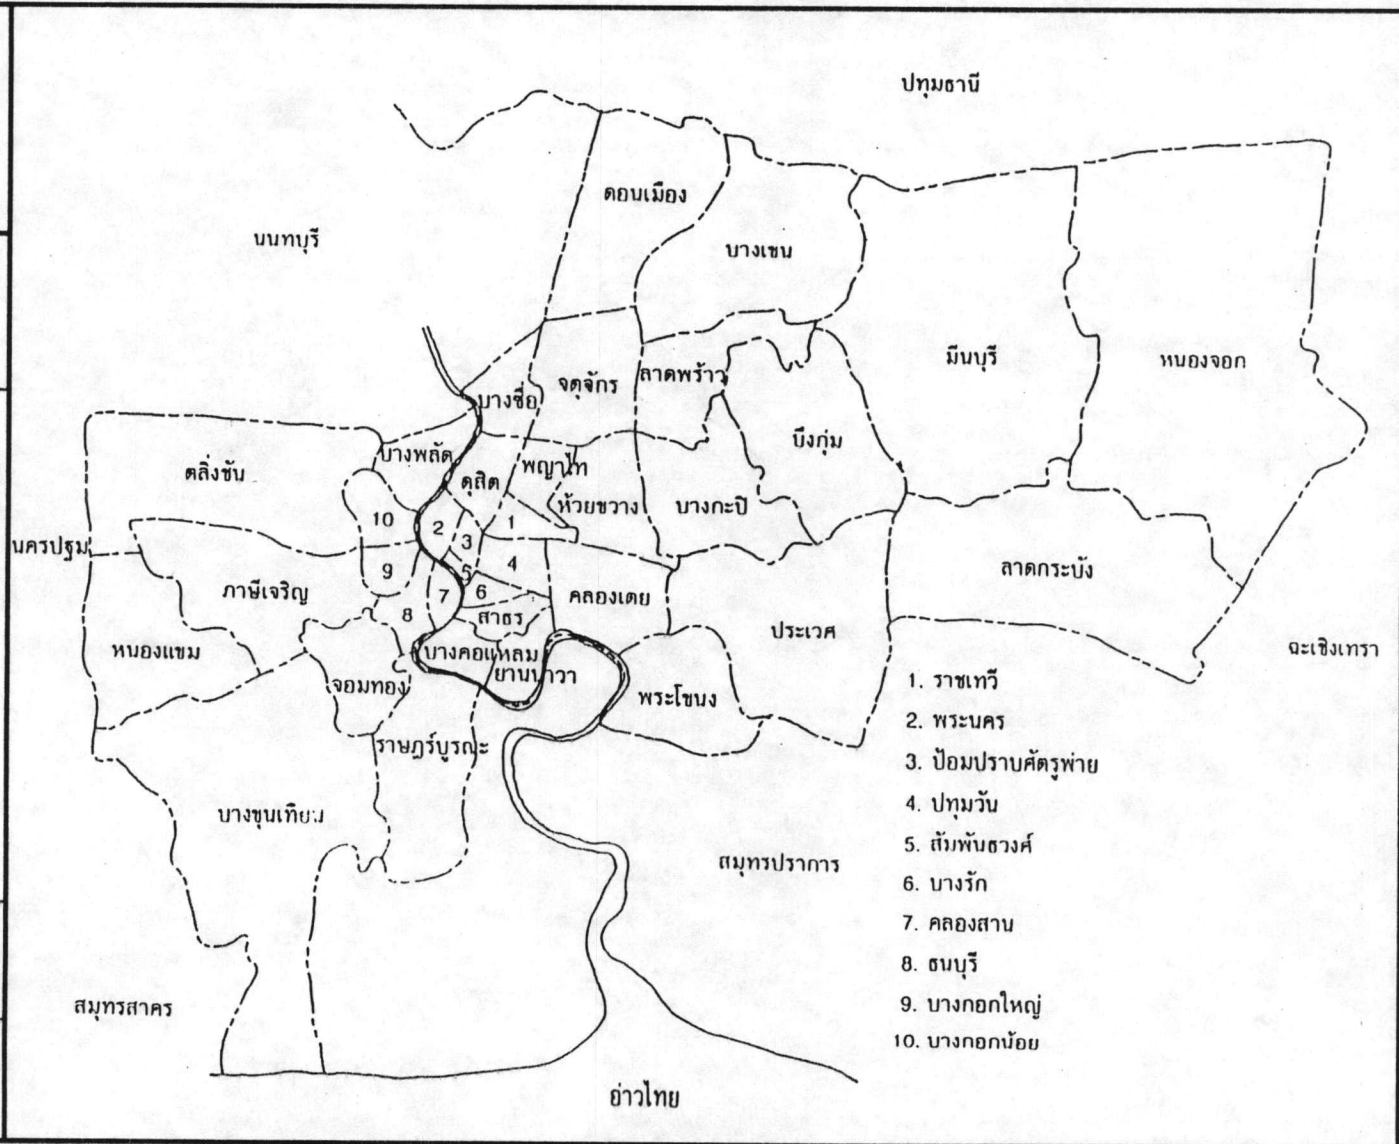 ปทุมธานี
ดอนเมือง
นนทบุรี
บางเขน
มีนบุรี
หนองจอก
จตุจักร
ลาดพร้าว
บางซื่อ
บึงกุ่ม
บางพลัด
ตลิ่งชัน
พญาไท
ดุสิต
ห้วยขวาง
บางกะปิ
10
2
1
3
นครปฐม
4
ลาดกระบัง
9
5
ภาษีเจริญ
7
6
คลองเตย
8
สาธร
ประเวศ
หนองแขม
บางคอแหลม
ฉะเชิงเทรา
ยานนาวา
จอมทอง
พระโขนง
1. ราชเทวี
2. พระนคร
ราษฎร์บูรณะ
3. ป้อมปราบศัตรูพ่าย
4. ปทุมวัน
บางขุนเทียน
5. สัมพันธวงศ์
สมุทรปราการ
6. บางรัก
7. คลองสาน
8. ธนบุรี
สมุทรสาคร
9. บางกอกใหญ่
10. บางกอกน้อย
อ่าวไทย